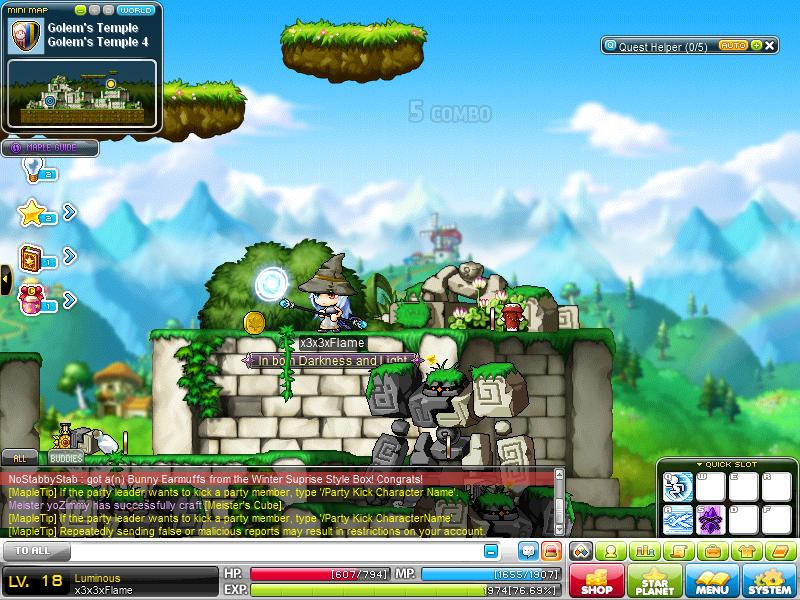 MINI MAP
WORLD
Golem's Temple
Golem's Temple 4
MAPLE GUIDE
Quest Helper (0/5) AUTO
5 COMBO
2
2
1
1
x3x3xFlame
In both Darkness and Light
ALL BUDDIES
NoStabbyStab : got a(n) Bunny Earmuffs from the Winter Suprise Style Box! Congrats!
[MapleTip] If the party leader wants to kick a party member, type '/Party Kick Character Name'.
Meister yoZimmy has successfully craft [Meister's Cube].
[MapleTip] If the party leader wants to kick a party member, type '/Party Kick CharacterName'
[MapleTip] Repeatedly sending false or malicious reports may result in restrictions on your account.
QUICK SLOT
W E R
A D F
TO ALL
LV. 18 Luminous
x3x3xFlame
HP. [607/794] MP. [1655/1907]
EXP. 974[76.69%]
SHOP
STAR PLANET
MENU
SYSTEM